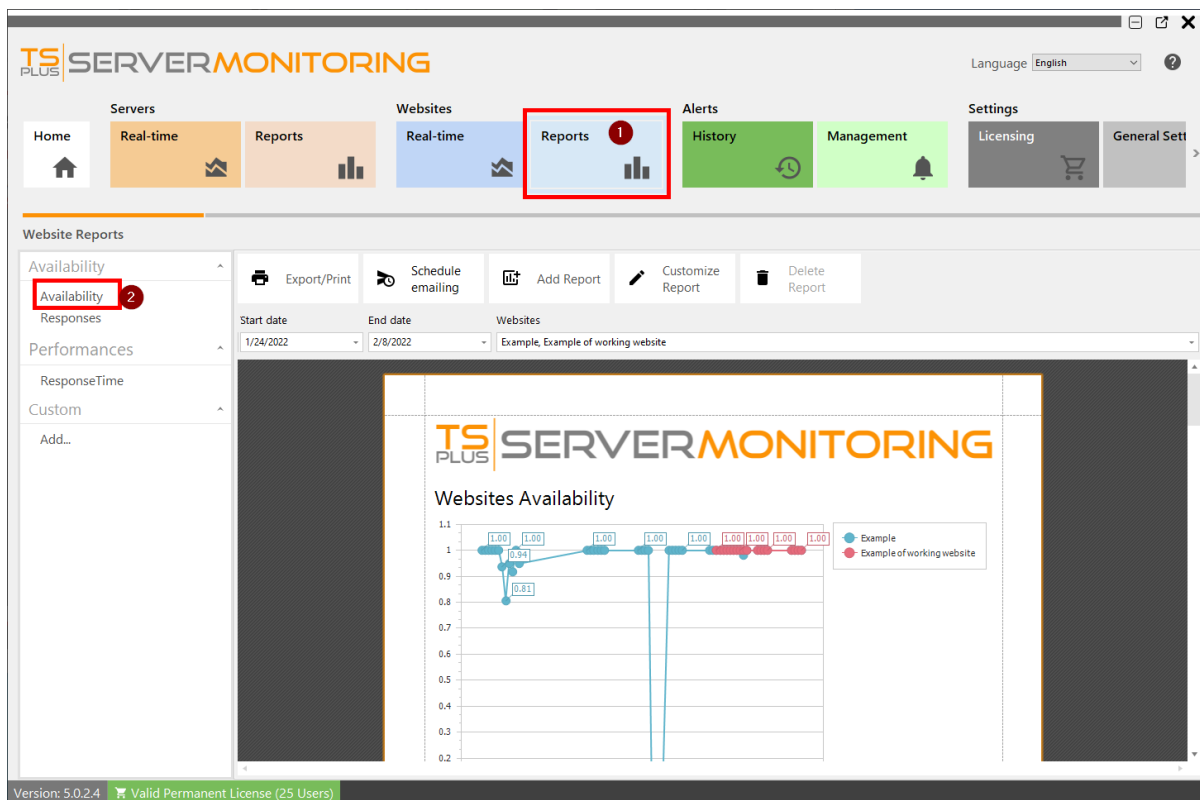 TS PLUS SERVERMONITORING
Language English
Servers Websites Alerts Settings
Home Real-time Reports Real-time Reports 1 History Management Licensing General Sett
Website Reports
Availability
Availability 2
Responses
Performances
ResponseTime
Custom
Add...
Export/Print
Schedule
emailing
Add Report
Customize
Report
Delete
Report
Start date End date Websites
1/24/2022 2/8/2022 Example, Example of working website
TS PLUS SERVERMONITORING
Websites Availability
1.1
1
0.9
0.8
0.7
0.6
0.5
0.4
0.3
0.2
1.00 1.00 1.00 1.00 1.00 1.00 1.00 1.00 1.00
0.94
0.81
Example
Example of working website
Version: 5.0.2.4 Valid Permanent License (25 Users)